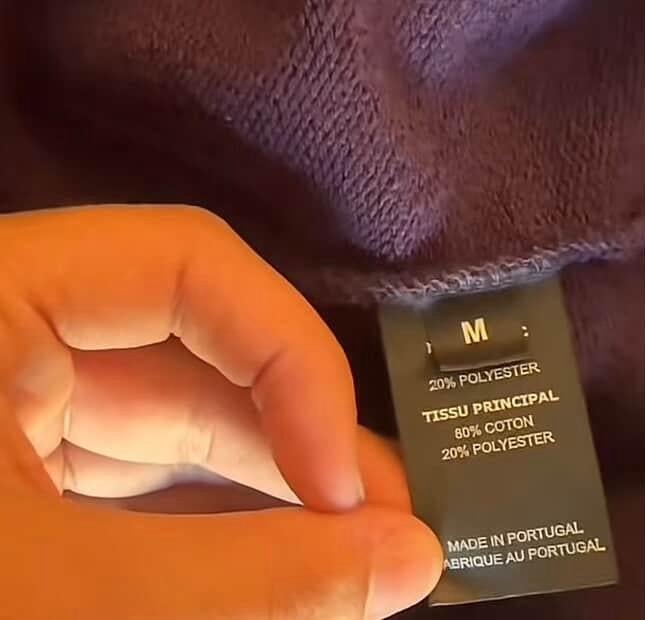 M
20% POLYESTER
TISSU PRINCIPAL
80% COTON
20% POLYESTER
MADE IN PORTUGAL
ABRIQUE AU PORTUGAL